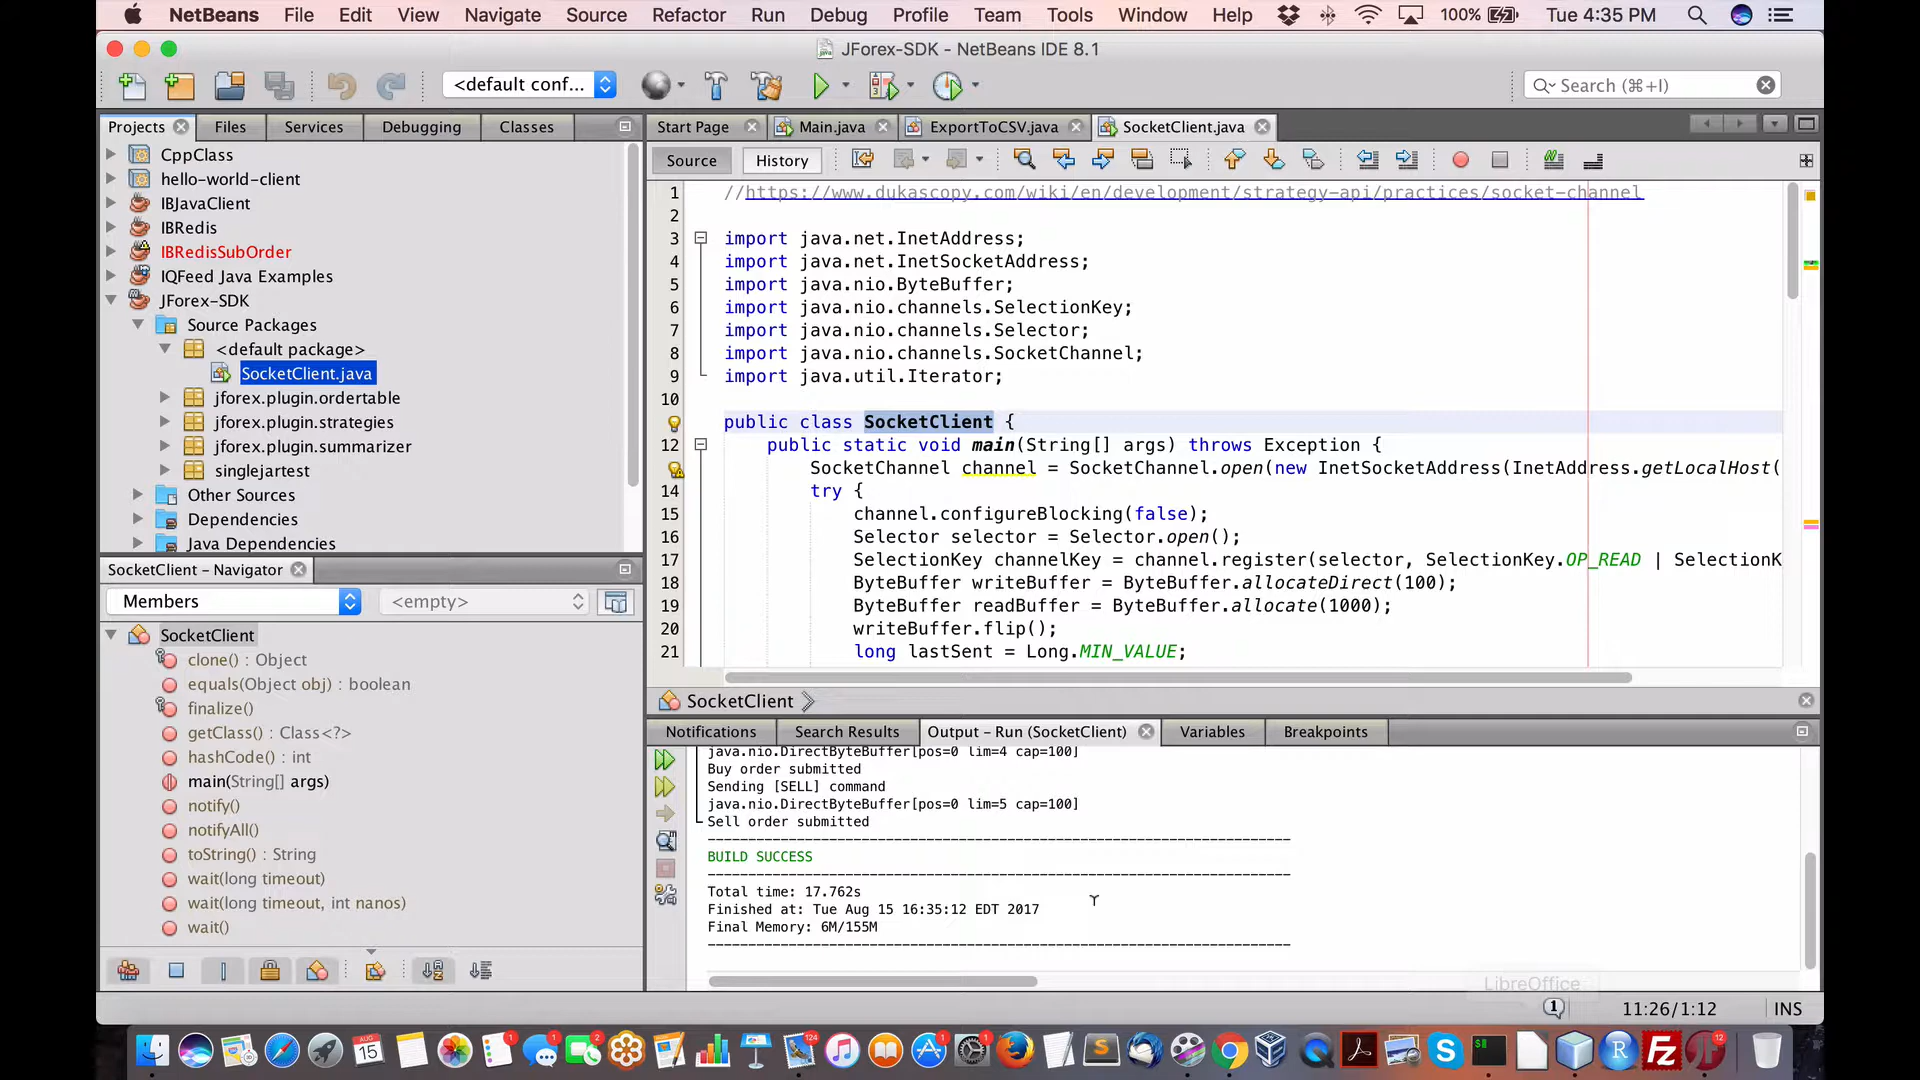 NetBeans File Edit View Navigate Source Refactor Run Debug Profile Team Tools Window Help 100% Tue 4:35 PM
JForex-SDK - NetBeans IDE 8.1
<default conf... Search (⌘+I)
Projects Files Services Debugging Classes
Start Page Main.java ExportToCSV.java SocketClient.java
Source History
CppClass
hello-world-client
IBJavaClient
IBRedis
IBRedisSubOrder
IQFeed Java Examples
JForex-SDK
Source Packages
<default package>
SocketClient.java
jforex.plugin.ordertable
jforex.plugin.strategies
jforex.plugin.summarizer
singlejartest
Other Sources
Dependencies
Java Dependencies
1 //https://www.dukascopy.com/wiki/en/development/strategy-api/practices/socket-channel
2
3 import java.net.InetAddress;
4 import java.net.InetSocketAddress;
5 import java.nio.ByteBuffer;
6 import java.nio.channels.SelectionKey;
7 import java.nio.channels.Selector;
8 import java.nio.channels.SocketChannel;
9 import java.util.Iterator;
10
public class SocketClient {
12 public static void main(String[] args) throws Exception {
SocketChannel channel = SocketChannel.open(new InetSocketAddress(InetAddress.getLocalHost(
14 try {
15 channel.configureBlocking(false);
16 Selector selector = Selector.open();
17 SelectionKey channelKey = channel.register(selector, SelectionKey.OP_READ | SelectionK
18 ByteBuffer writeBuffer = ByteBuffer.allocateDirect(100);
19 ByteBuffer readBuffer = ByteBuffer.allocate(1000);
20 writeBuffer.flip();
21 long lastSent = Long.MIN_VALUE;
SocketClient
SocketClient - Navigator
Members <empty>
SocketClient
clone() : Object
equals(Object obj) : boolean
finalize()
getClass() : Class<?>
hashCode() : int
main(String[] args)
notify()
notifyAll()
toString() : String
wait(long timeout)
wait(long timeout, int nanos)
wait()
Notifications Search Results Output - Run (SocketClient) Variables Breakpoints
java.nio.DirectByteBuffer[pos=0 lim=4 cap=100]
Buy order submitted
Sending [SELL] command
java.nio.DirectByteBuffer[pos=0 lim=5 cap=100]
Sell order submitted
------------------------------------------------------------------------
BUILD SUCCESS
------------------------------------------------------------------------
Total time: 17.762s
Finished at: Tue Aug 15 16:35:12 EDT 2017
Final Memory: 6M/155M
------------------------------------------------------------------------
LibreOffice
11:26/1:12 INS
AUG
15